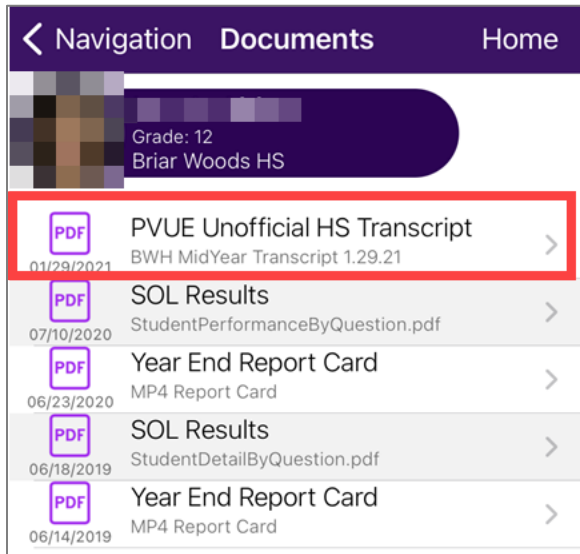 Navigation Documents Home
Grade: 12
Briar Woods HS
PDF PVUE Unofficial HS Transcript
01/29/2021 BWH MidYear Transcript 1.29.21
PDF SOL Results
07/10/2020 StudentPerformanceByQuestion.pdf
PDF Year End Report Card
06/23/2020 MP4 Report Card
PDF SOL Results
06/18/2019 StudentDetailByQuestion.pdf
PDF Year End Report Card
06/14/2019 MP4 Report Card